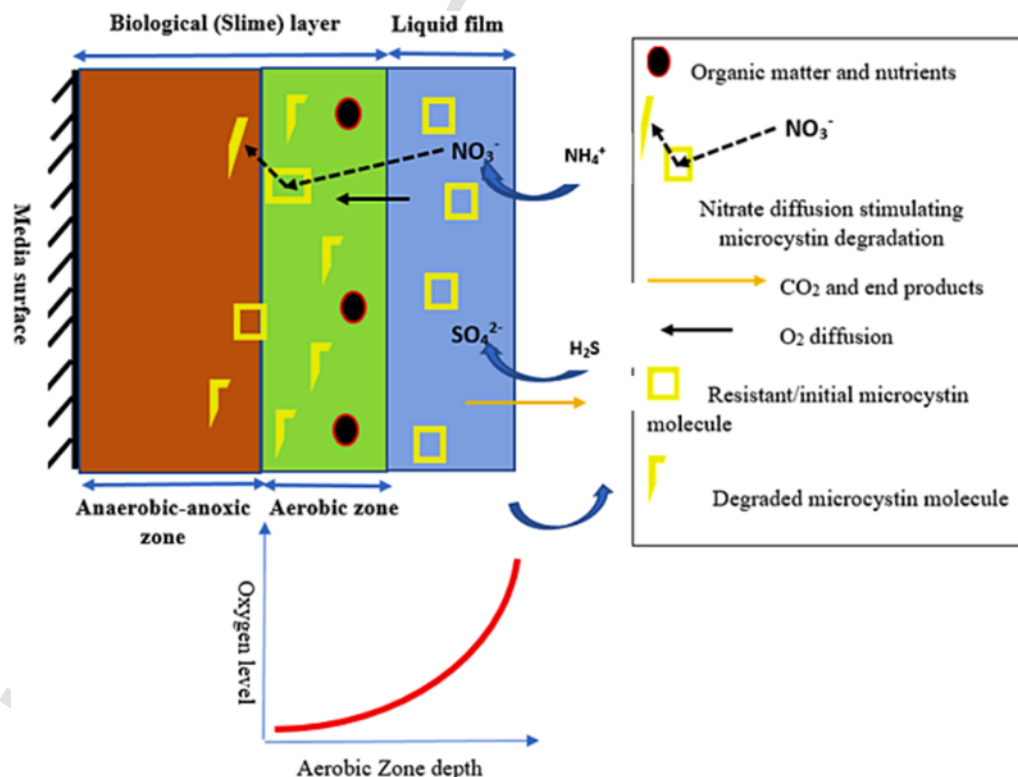 Biological (Slime) layer
Liquid film
Media surface
NO₃⁻
NH₄⁺
SO₄²⁻
H₂S
Anaerobic-anoxic
zone
Aerobic zone
Oxygen level
Aerobic Zone depth
Organic matter and nutrients
NO₃⁻
Nitrate diffusion stimulating
microcystin degradation
CO₂ and end products
O₂ diffusion
Resistant/initial microcystin
molecule
Degraded microcystin molecule